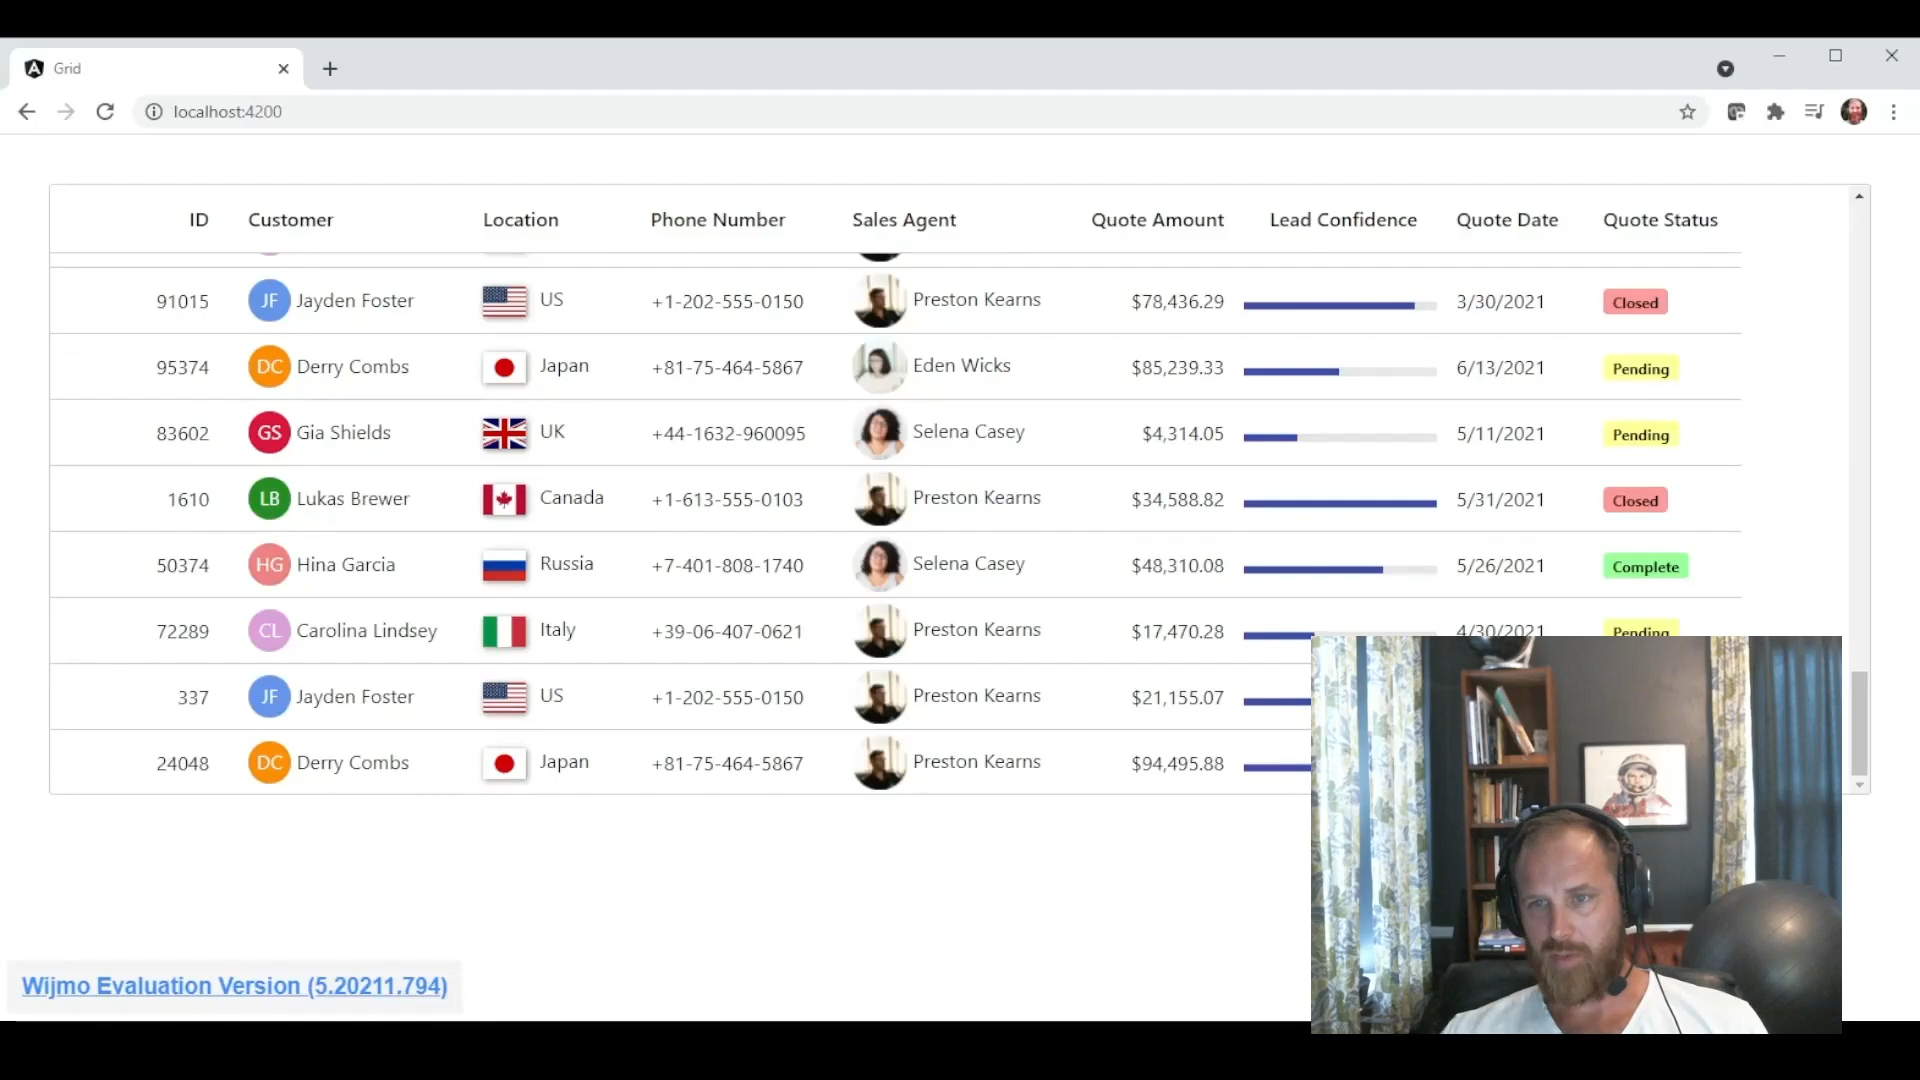 Grid
localhost:4200
ID Customer Location Phone Number Sales Agent Quote Amount Lead Confidence Quote Date Quote Status
91015 JF Jayden Foster US +1-202-555-0150 Preston Kearns $78,436.29 3/30/2021 Closed
95374 DC Derry Combs Japan +81-75-464-5867 Eden Wicks $85,239.33 6/13/2021 Pending
83602 GS Gia Shields UK +44-1632-960095 Selena Casey $4,314.05 5/11/2021 Pending
1610 LB Lukas Brewer Canada +1-613-555-0103 Preston Kearns $34,588.82 5/31/2021 Closed
50374 HG Hina Garcia Russia +7-401-808-1740 Selena Casey $48,310.08 5/26/2021 Complete
72289 CL Carolina Lindsey Italy +39-06-407-0621 Preston Kearns $17,470.28 4/30/2021 Pending
337 JF Jayden Foster US +1-202-555-0150 Preston Kearns $21,155.07
24048 DC Derry Combs Japan +81-75-464-5867 Preston Kearns $94,495.88
Wijmo Evaluation Version (5.20211.794)